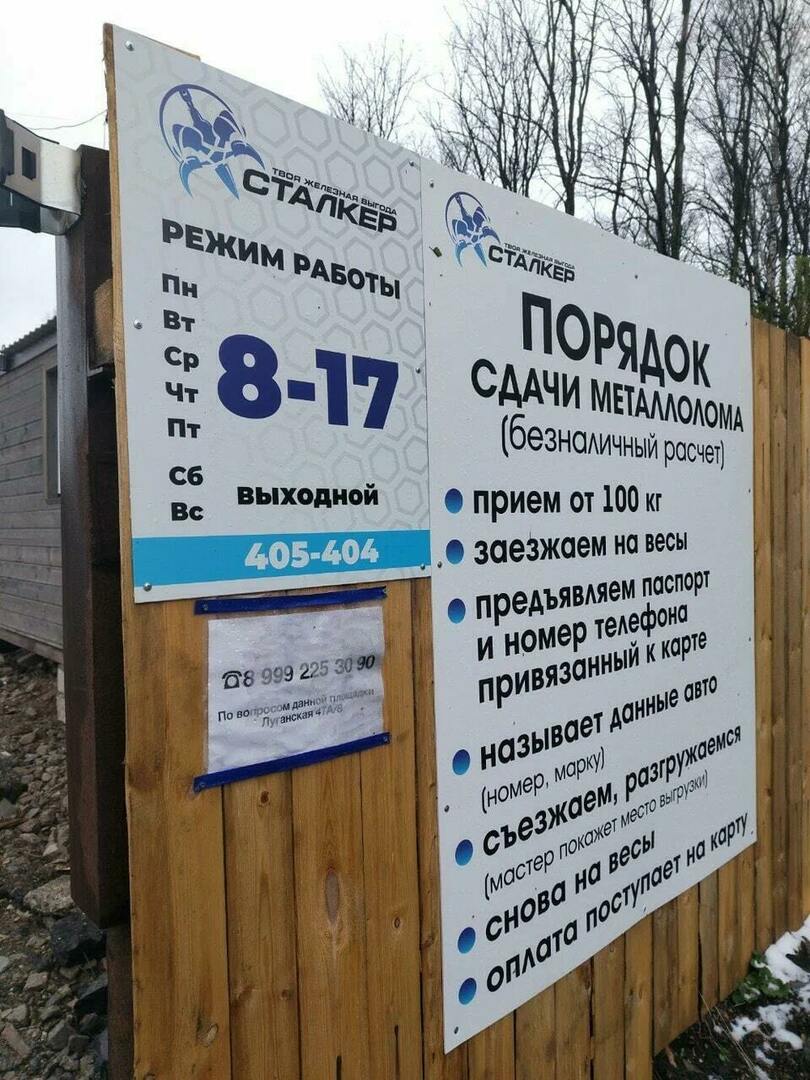 ТВОЯ ЖЕЛЕЗНАЯ ВЫГОДА
СТАЛКЕР
РЕЖИМ РАБОТЫ
Пн
Вт
Ср
Чт
Пт
8-17
Сб
Вс
выходной
405-404
☎8 999 225 30 90
По вопросом данной площадки
Луганская 47А/8
ТВОЯ ЖЕЛЕЗНАЯ ВЫГОДА
СТАЛКЕР
ПОРЯДОК
СДАЧИ МЕТАЛЛОЛОМА
(безналичный расчет)
прием от 100 кг
заезжаем на весы
предъявляем паспорт
и номер телефона
привязанный к карте
называет данные авто
(номер, марку)
съезжаем, разгружаемся
(мастер покажет место выгрузки)
снова на весы
оплата поступает на карту